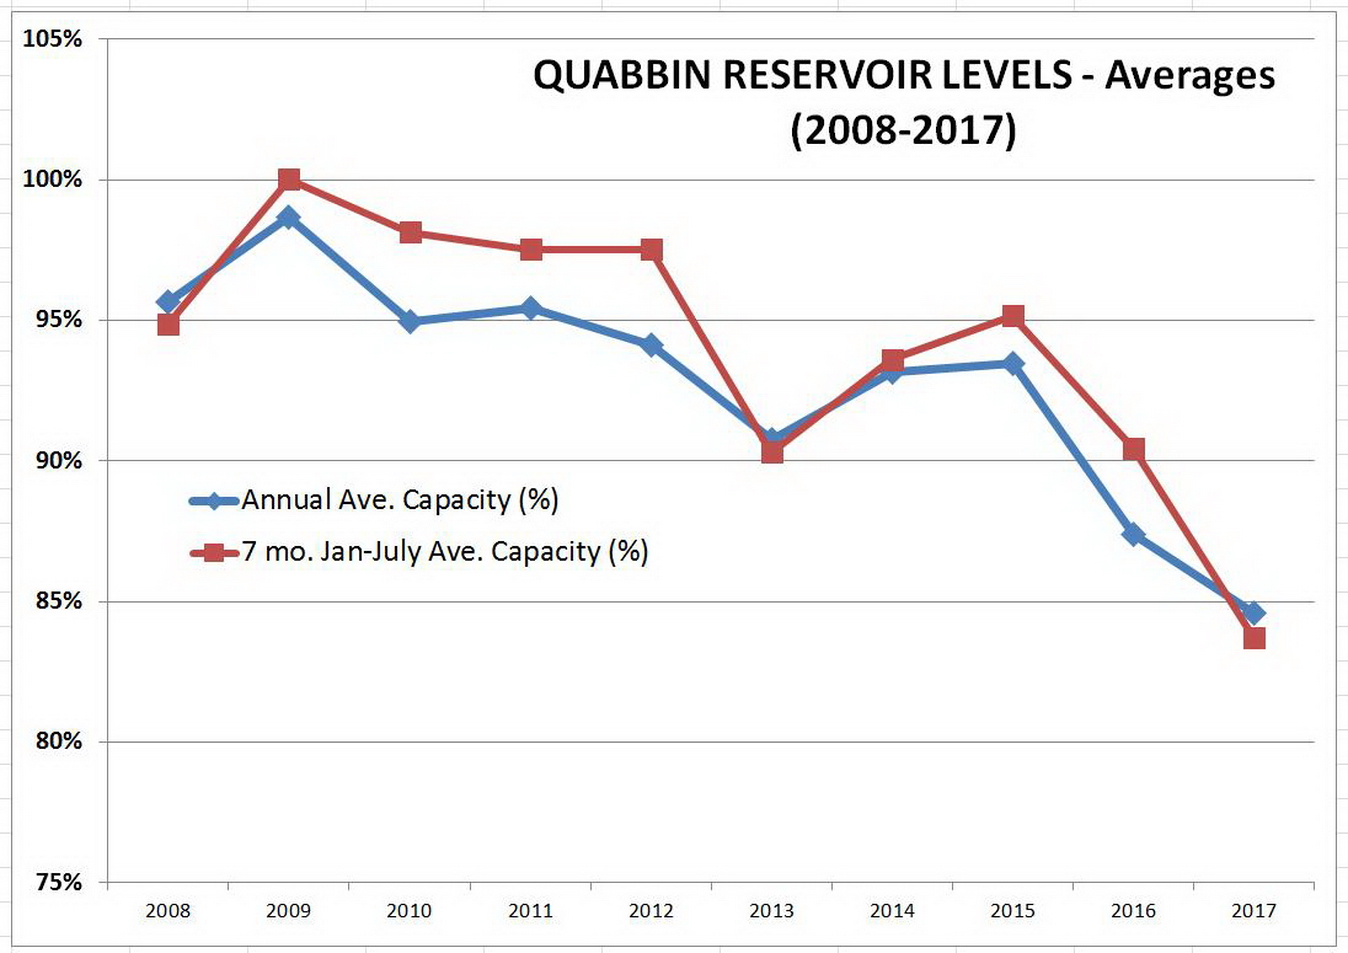 QUABBIN RESERVOIR LEVELS - Averages
(2008-2017)
105%
100%
95%
90%
85%
80%
75%
Annual Ave. Capacity (%)
7 mo. Jan-July Ave. Capacity (%)
2008 2009 2010 2011 2012 2013 2014 2015 2016 2017